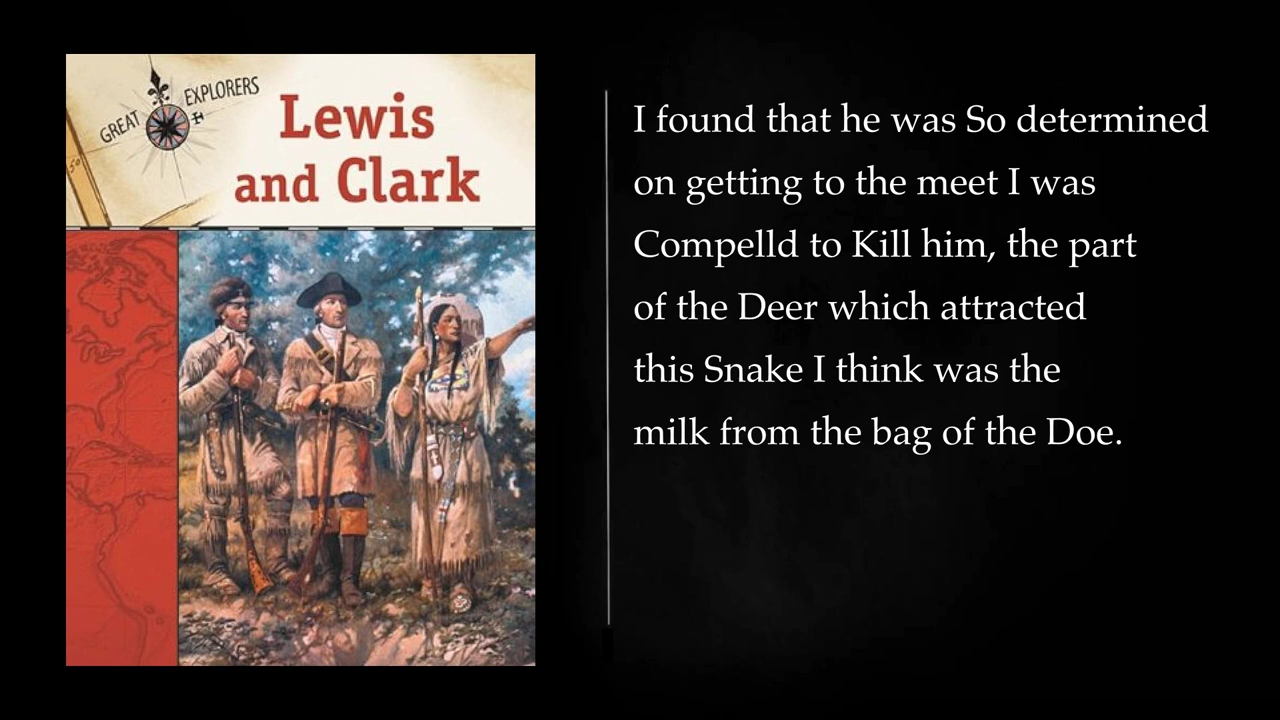 GREAT EXPLORERS
Lewis
and Clark
I found that he was So determined
on getting to the meet I was
Compelld to Kill him, the part
of the Deer which attracted
this Snake I think was the
milk from the bag of the Doe.